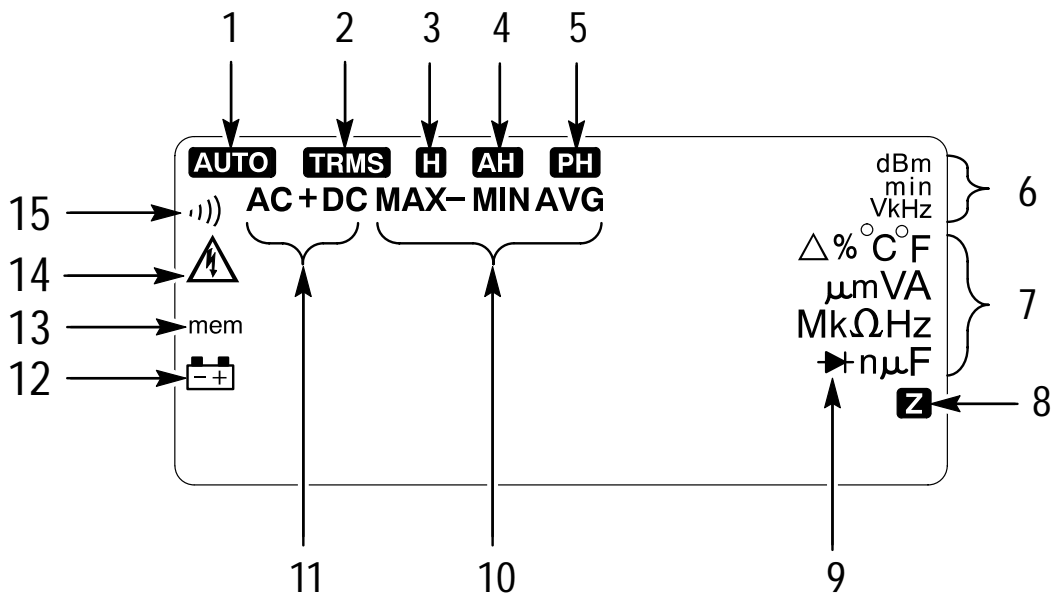 1 2 3 4 5
AUTO TRMS H AH PH
AC+DC MAX–MIN AVG
dBm
min
VkHz
6
15
△%°C°F
14
μmVA
7
13
mem
MkΩHz
12
- +
nμF
Z
8
11 10 9